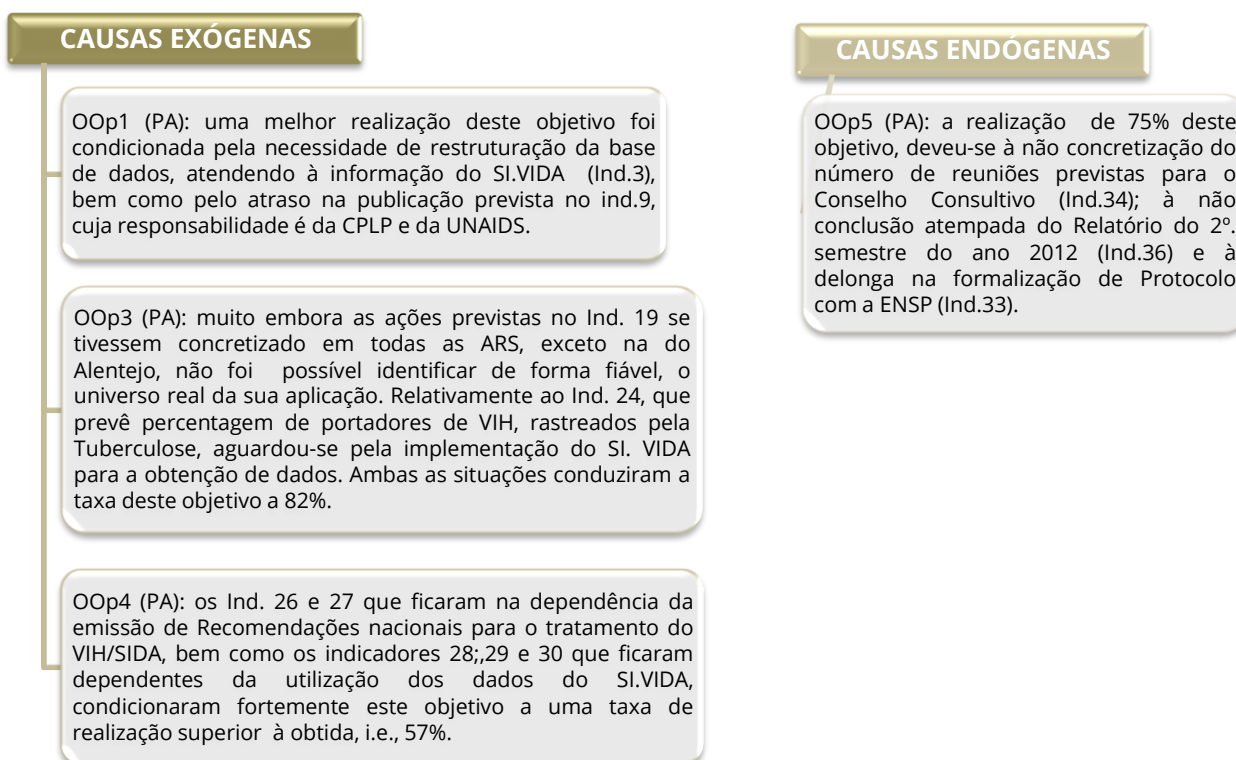 CAUSAS EXÓGENAS
OOp1 (PA): uma melhor realização deste objetivo foi
condicionada pela necessidade de restruturação da base
de dados, atendendo à informação do SI.VIDA (Ind.3),
bem como pelo atraso na publicação prevista no ind.9,
cuja responsabilidade é da CPLP e da UNAIDS.
OOp3 (PA): muito embora as ações previstas no Ind. 19 se
tivessem concretizado em todas as ARS, exceto na do
Alentejo, não foi possível identificar de forma fiável, o
universo real da sua aplicação. Relativamente ao Ind. 24, que
prevê percentagem de portadores de VIH, rastreados pela
Tuberculose, aguardou-se pela implementação do SI. VIDA
para a obtenção de dados. Ambas as situações conduziram a
taxa deste objetivo a 82%.
OOp4 (PA): os Ind. 26 e 27 que ficaram na dependência da
emissão de Recomendações nacionais para o tratamento do
VIH/SIDA, bem como os indicadores 28;,29 e 30 que ficaram
dependentes da utilização dos dados do SI.VIDA,
condicionaram fortemente este objetivo a uma taxa de
realização superior à obtida, i.e., 57%.
CAUSAS ENDÓGENAS
OOp5 (PA): a realização de 75% deste
objetivo, deveu-se à não concretização do
número de reuniões previstas para o
Conselho Consultivo (Ind.34); à não
conclusão atempada do Relatório do 2º.
semestre do ano 2012 (Ind.36) e à
delonga na formalização de Protocolo
com a ENSP (Ind.33).